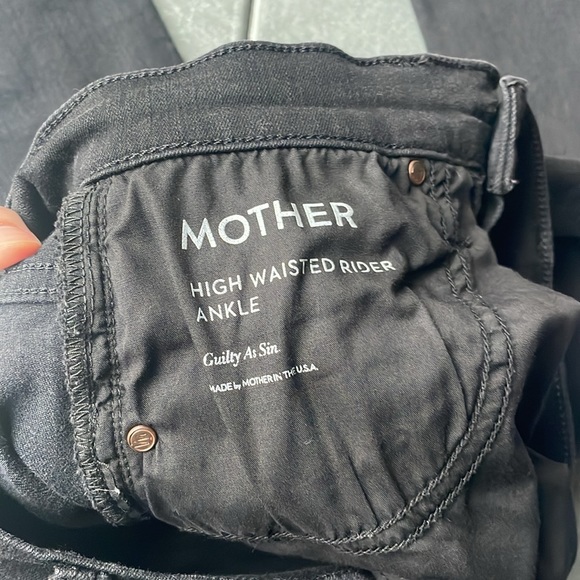 MOTHER
HIGH WAISTED RIDER
ANKLE
Guilty As Sin
MADE by MOTHER IN THE U.S.A.